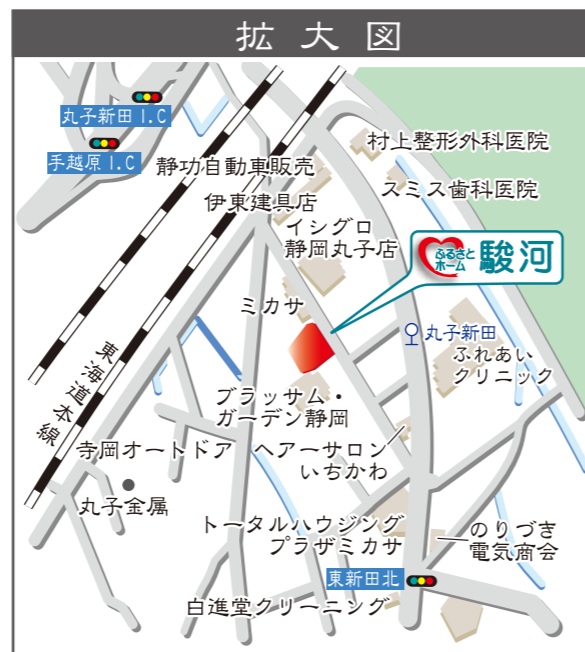 拡大図
丸子新田 I.C
手越原 I.C
静功自動車販売
村上整形外科医院
スミス歯科医院
伊東建具店
イシグロ
静岡丸子店
ふるさと
ホーム
駿河
ミカサ
丸子新田
ふれあい
クリニック
東海道本線
ブラッサム・
ガーデン静岡
寺岡オートドア
ヘアーサロン
いちかわ
丸子金属
トータルハウジング
プラザミカサ
のりづき
電気商会
東新田北
白進堂クリーニング